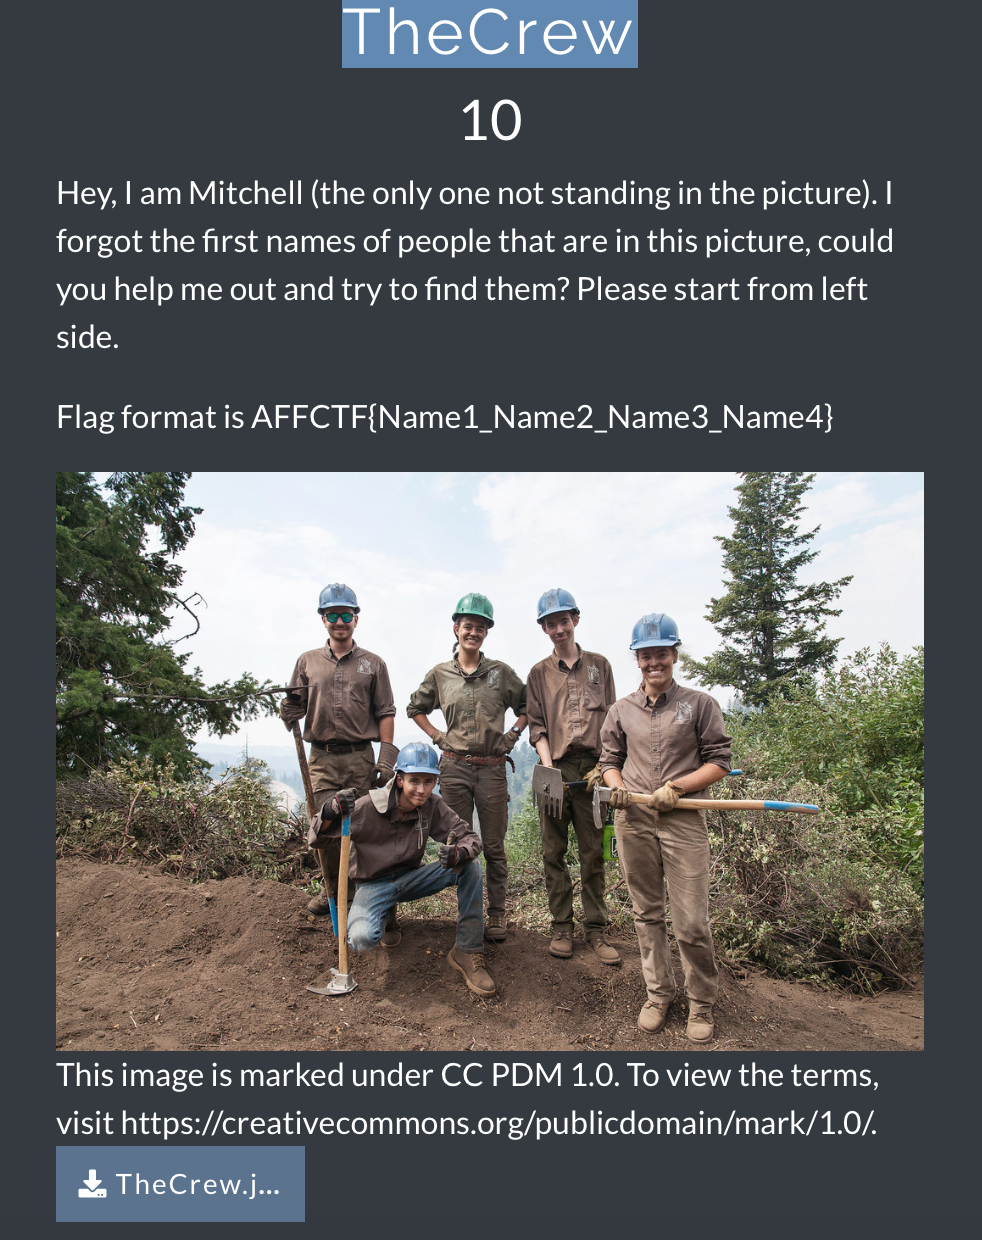 TheCrew
10
Hey, I am Mitchell (the only one not standing in the picture). I
forgot the first names of people that are in this picture, could
you help me out and try to find them? Please start from left
side.
Flag format is AFFCTF{Name1_Name2_Name3_Name4}
This image is marked under CC PDM 1.0. To view the terms,
visit https://creativecommons.org/publicdomain/mark/1.0/.
TheCrew.j...